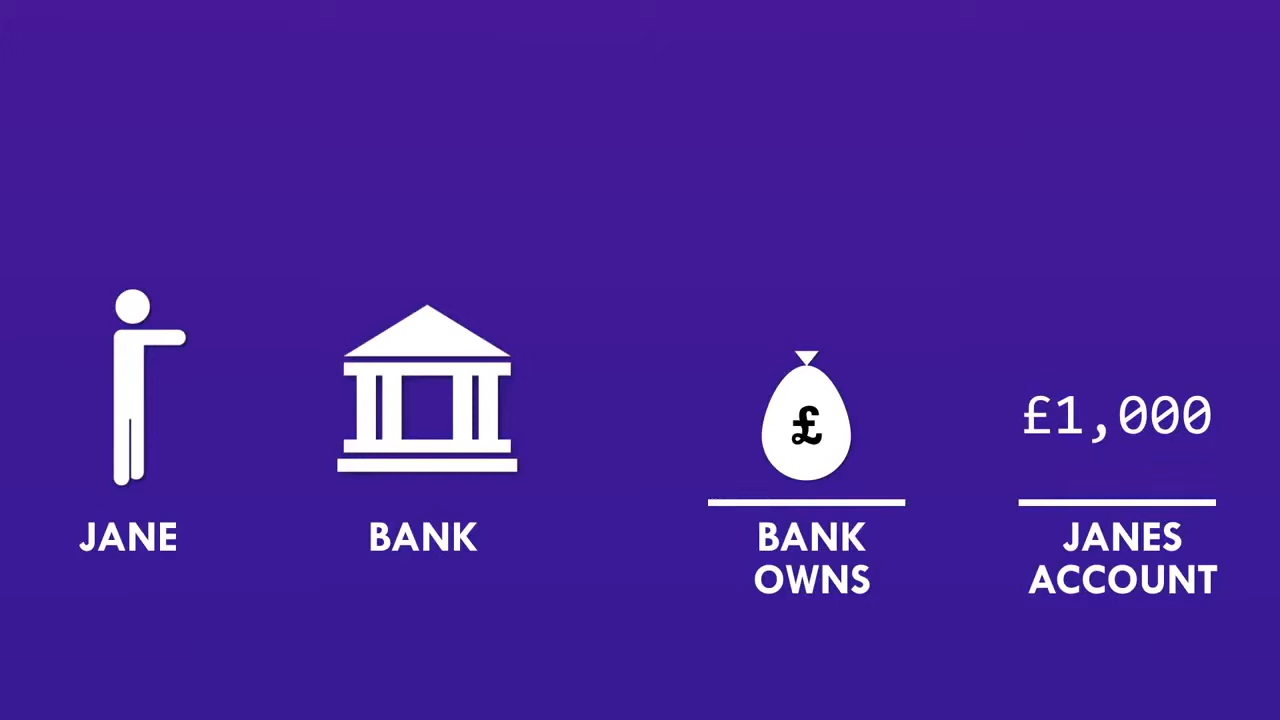 £
£1,000
JANE
BANK
BANK
OWNS
JANES
ACCOUNT